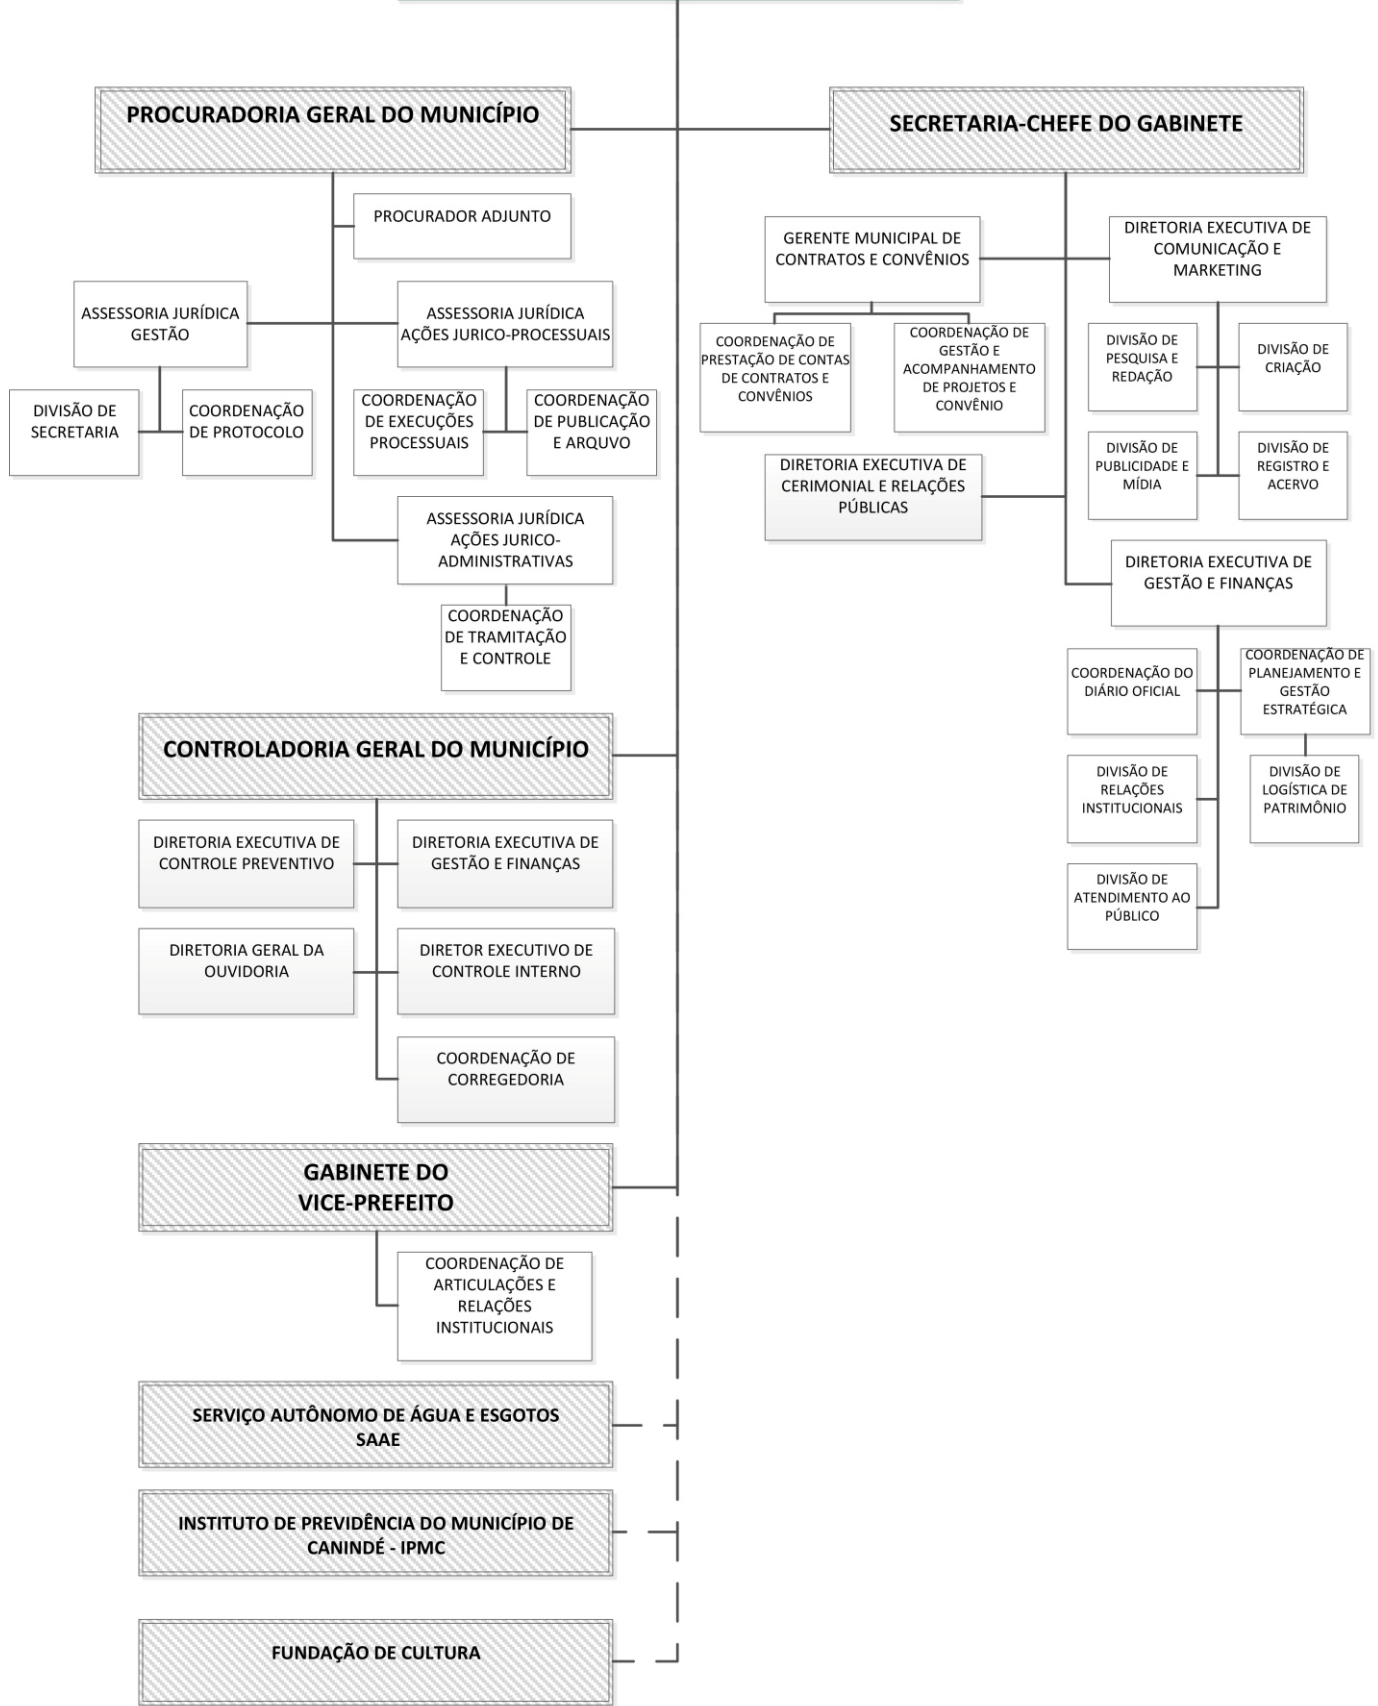 PROCURADORIA GERAL DO MUNICÍPIO
PROCURADOR ADJUNTO
ASSESSORIA JURÍDICA
GESTÃO
DIVISÃO DE
SECRETARIA
COORDENAÇÃO
DE PROTOCOLO
ASSESSORIA JURÍDICA
AÇÕES JURICO-PROCESSUAIS
COORDENAÇÃO
DE EXECUÇÕES
PROCESSUAIS
COORDENAÇÃO
DE PUBLICAÇÃO
E ARQUVO
ASSESSORIA JURÍDICA
AÇÕES JURICO-
ADMINISTRATIVAS
COORDENAÇÃO
DE TRAMITAÇÃO
E CONTROLE
SECRETARIA-CHEFE DO GABINETE
GERENTE MUNICIPAL DE
CONTRATOS E CONVÊNIOS
COORDENAÇÃO DE
PRESTAÇÃO DE CONTAS
DE CONTRATOS E
CONVÊNIOS
COORDENAÇÃO DE
GESTÃO E
ACOMPANHAMENTO
DE PROJETOS E
CONVÊNIO
DIRETORIA EXECUTIVA DE
COMUNICAÇÃO E
MARKETING
DIVISÃO DE
PESQUISA E
REDAÇÃO
DIVISÃO DE
CRIAÇÃO
DIVISÃO DE
PUBLICIDADE E
MÍDIA
DIVISÃO DE
REGISTRO E
ACERVO
DIRETORIA EXECUTIVA DE
CERIMONIAL E RELAÇÕES
PÚBLICAS
DIRETORIA EXECUTIVA DE
GESTÃO E FINANÇAS
COORDENAÇÃO DO
DIÁRIO OFICIAL
COORDENAÇÃO DE
PLANEJAMENTO E
GESTÃO
ESTRATÉGICA
DIVISÃO DE
RELAÇÕES
INSTITUCIONAIS
DIVISÃO DE
LOGÍSTICA DE
PATRIMÔNIO
DIVISÃO DE
ATENDIMENTO AO
PÚBLICO
CONTROLADORIA GERAL DO MUNICÍPIO
DIRETORIA EXECUTIVA DE
CONTROLE PREVENTIVO
DIRETORIA EXECUTIVA DE
GESTÃO E FINANÇAS
DIRETORIA GERAL DA
OUVIDORIA
DIRETOR EXECUTIVO DE
CONTROLE INTERNO
COORDENAÇÃO DE
CORREGEDORIA
GABINETE DO
VICE-PREFEITO
COORDENAÇÃO DE
ARTICULAÇÕES E
RELAÇÕES
INSTITUCIONAIS
SERVIÇO AUTÔNOMO DE ÁGUA E ESGOTOS
SAAE
INSTITUTO DE PREVIDÊNCIA DO MUNICÍPIO DE
CANINDÉ - IPMC
FUNDAÇÃO DE CULTURA